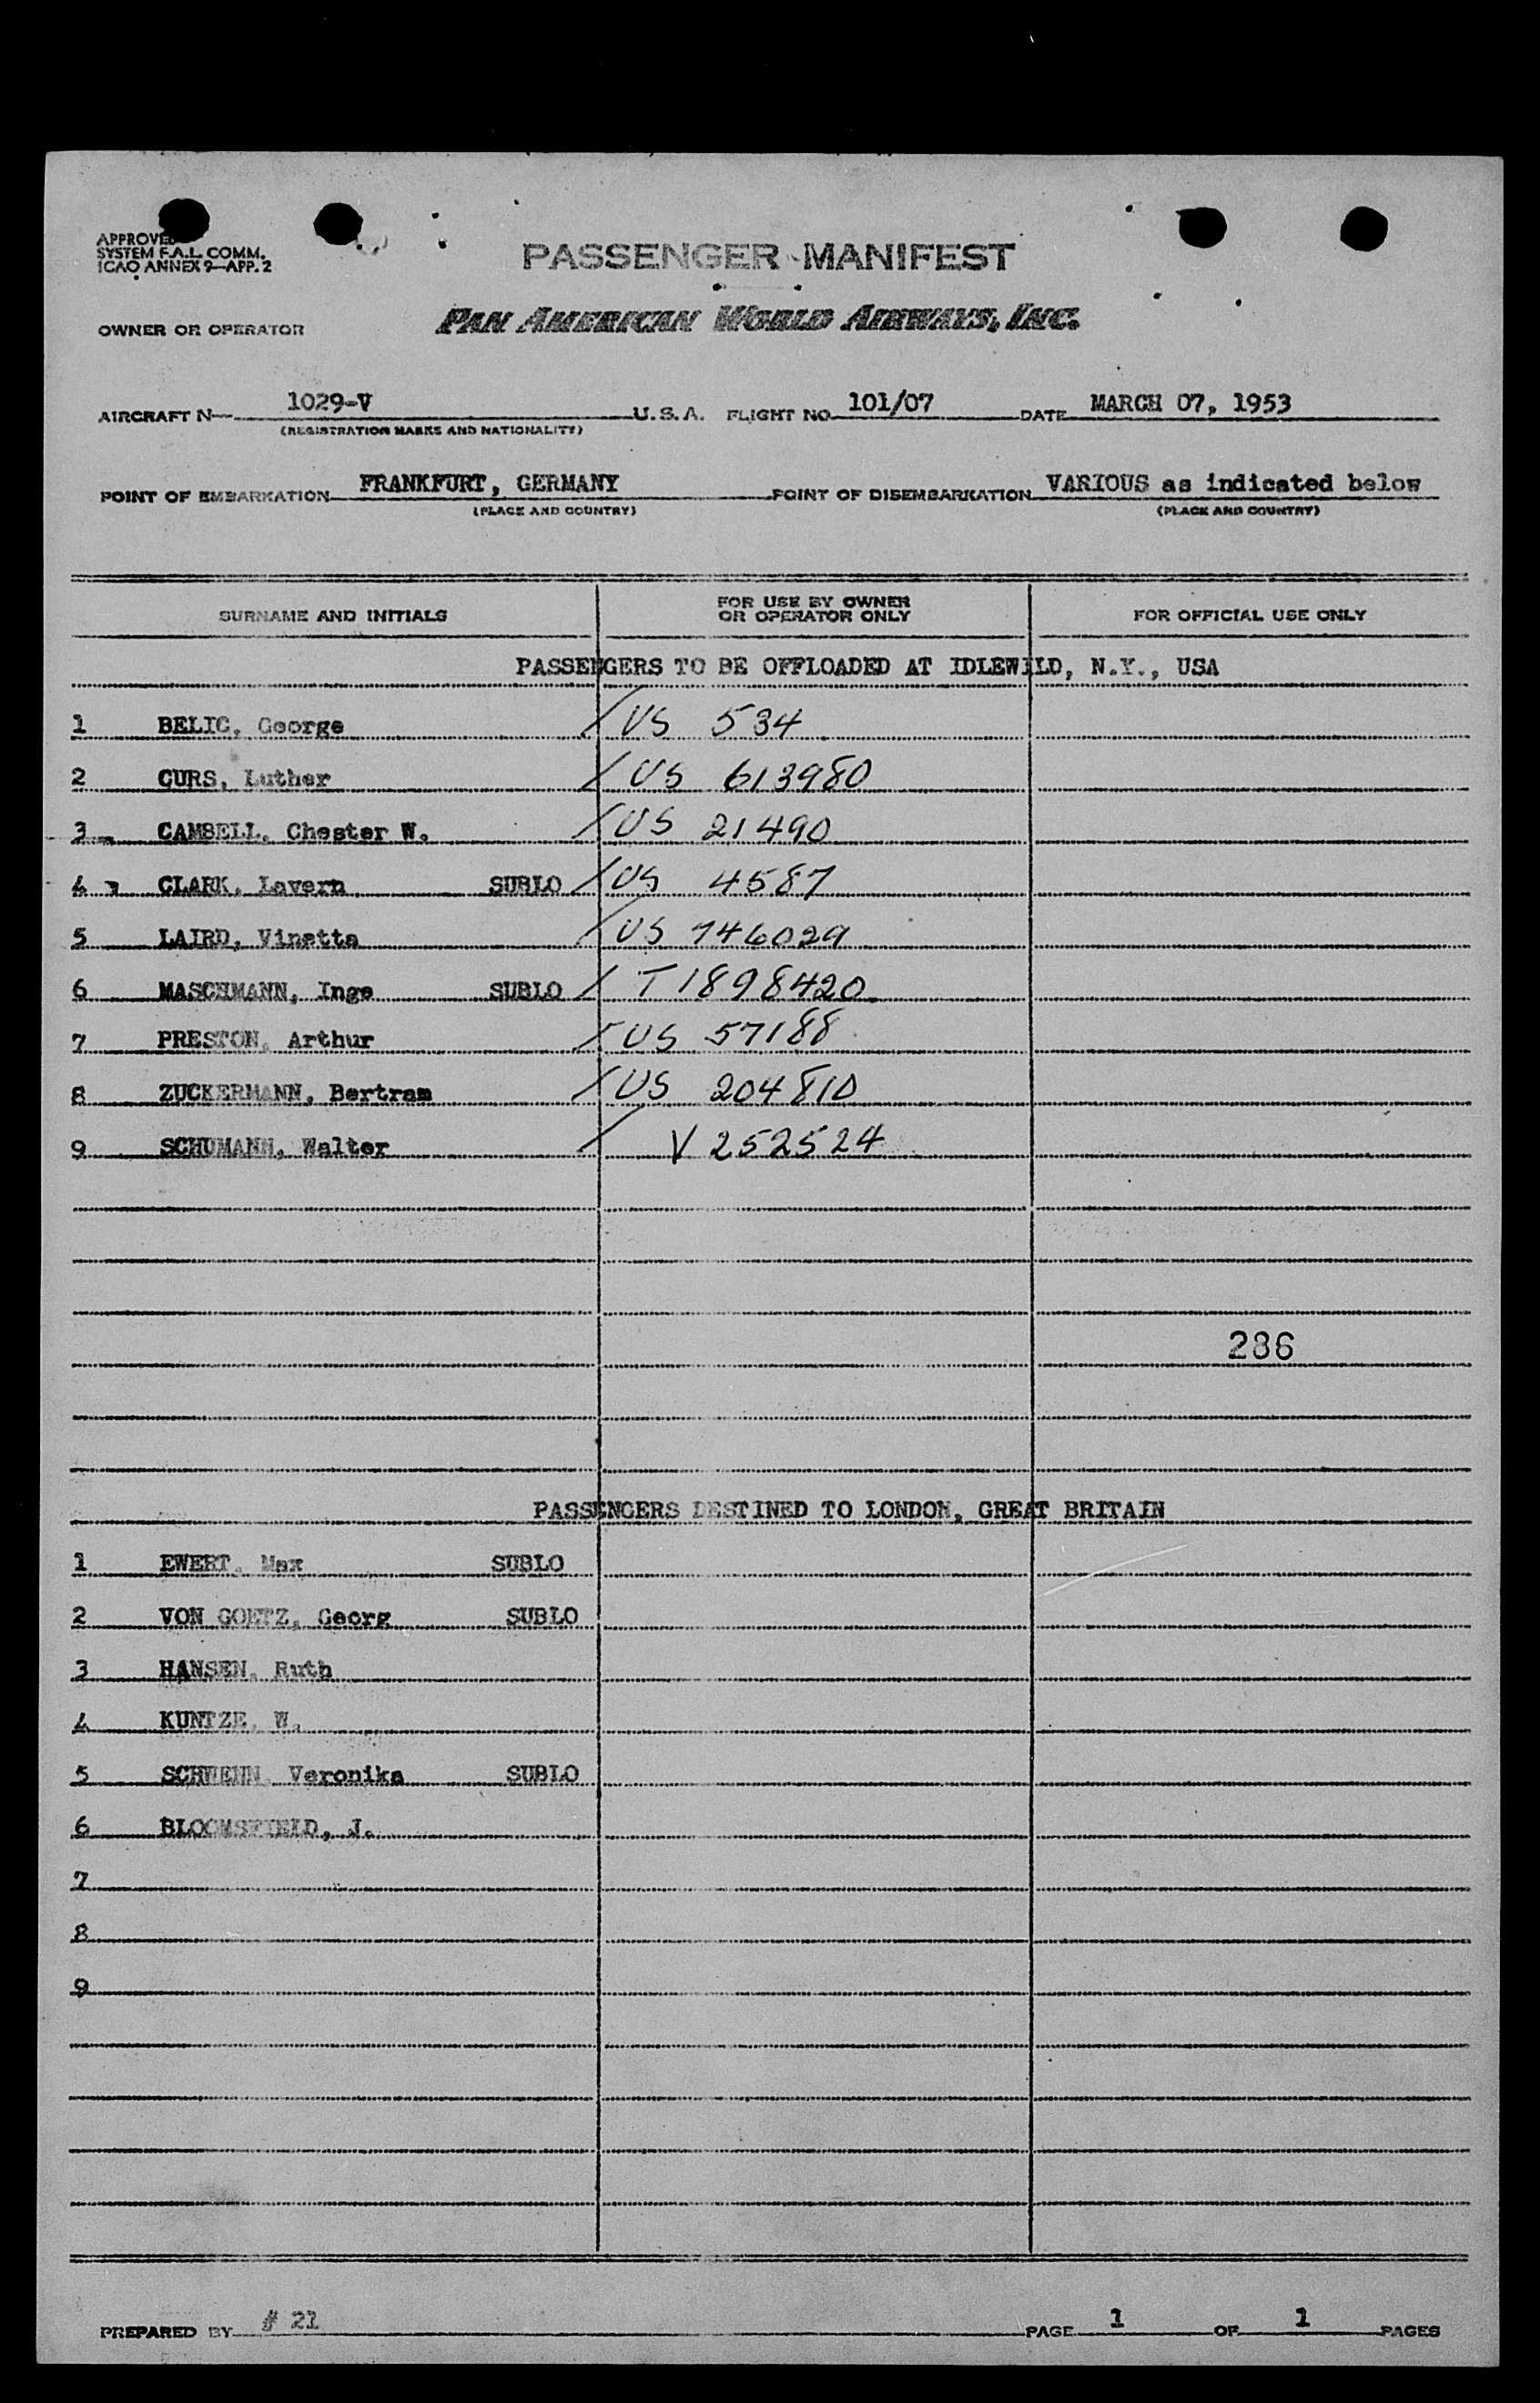 APPROVED
SYSTEM F.A.L. COMM.
ICAO ANNEX 9—APP. 2
PASSENGER MANIFEST
OWNER OR OPERATOR PAN AMERICAN WORLD AIRWAYS, INC.
AIRCRAFT N— 1029-V U.S.A. FLIGHT NO 101/07 DATE MARCH 07, 1953
(REGISTRATION MARKS AND NATIONALITY)
POINT OF EMBARKATION FRANKFURT, GERMANY POINT OF DISEMBARKATION VARIOUS as indicated below
(PLACE AND COUNTRY) (PLACE AND COUNTRY)
SURNAME AND INITIALS FOR USE BY OWNER OR OPERATOR ONLY FOR OFFICIAL USE ONLY
PASSENGERS TO BE OFFLOADED AT IDLEWILD, N.Y., USA
1 BELIC, George / US 534
2 CURS, Luther / US 613980
3 CAMBELL, Chester W. / US 21490
4 CLARK, Lavern SUBLO / US 4587
5 LAIRD, Vinetta / US 746029
6 MASCHMANN, Inge SUBLO / T 1898420
7 PRESTON, Arthur / US 57188
8 ZUCKERMANN, Bertram / US 204810
9 SCHUMANN, Walter / V 252524
286
PASSENGERS DESTINED TO LONDON, GREAT BRITAIN
1 EWERT, Max SUBLO
2 VON GOETZ, Georg SUBLO
3 HANSEN, Ruth
4 KUNTZE, W.
5 Veronika SUBLO
6 BLOOMSFIELD, J.
7
8
9
PREPARED BY # 21 PAGE 1 OF 1 PAGES